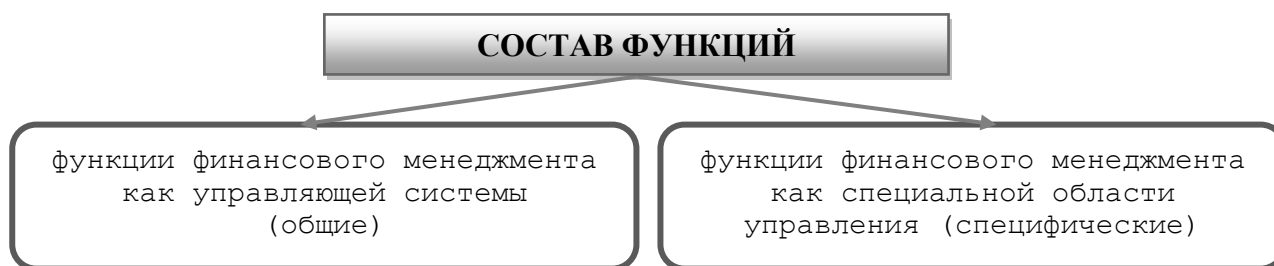 СОСТАВ ФУНКЦИЙ
функции финансового менеджмента
как управляющей системы
(общие)
функции финансового менеджмента
как специальной области
управления (специфические)